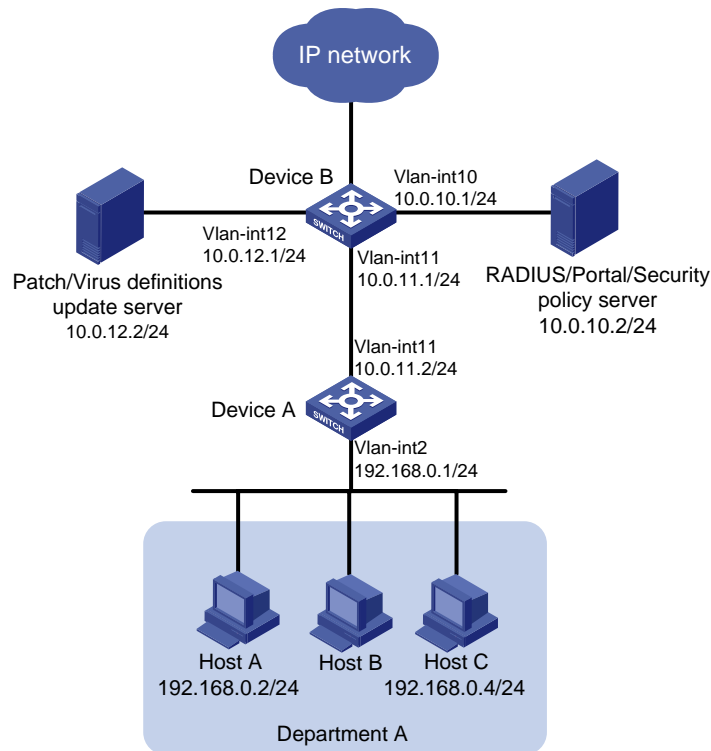 IP network
Device B
Vlan-int10
10.0.10.1/24
SWITCH
Vlan-int12
10.0.12.1/24
Vlan-int11
10.0.11.1/24
Patch/Virus definitions
update server
10.0.12.2/24
RADIUS/Portal/Security
policy server
10.0.10.2/24
Vlan-int11
10.0.11.2/24
Device A
SWITCH
Vlan-int2
192.168.0.1/24
Host A
192.168.0.2/24
Host B
Host C
192.168.0.4/24
Department A